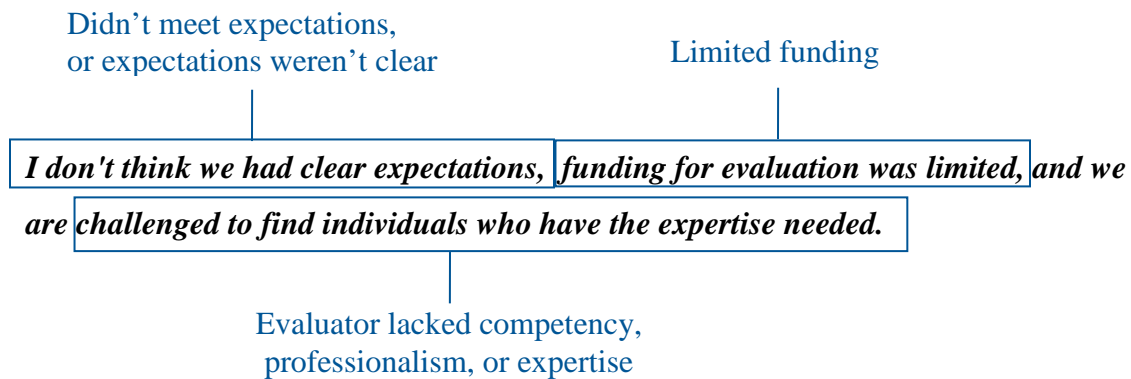 Didn’t meet expectations,
or expectations weren’t clear
Limited funding
I don't think we had clear expectations, funding for evaluation was limited, and we
are challenged to find individuals who have the expertise needed.
Evaluator lacked competency,
professionalism, or expertise